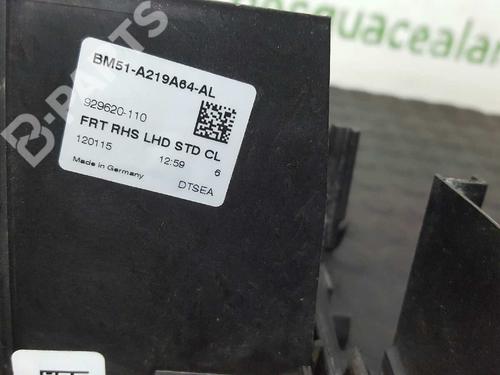 BM51-A219A64-AL
929620-110
FRT RHS LHD STD CL
120115 12:59 6
Made in Germany
DTSEA
B-PARTS